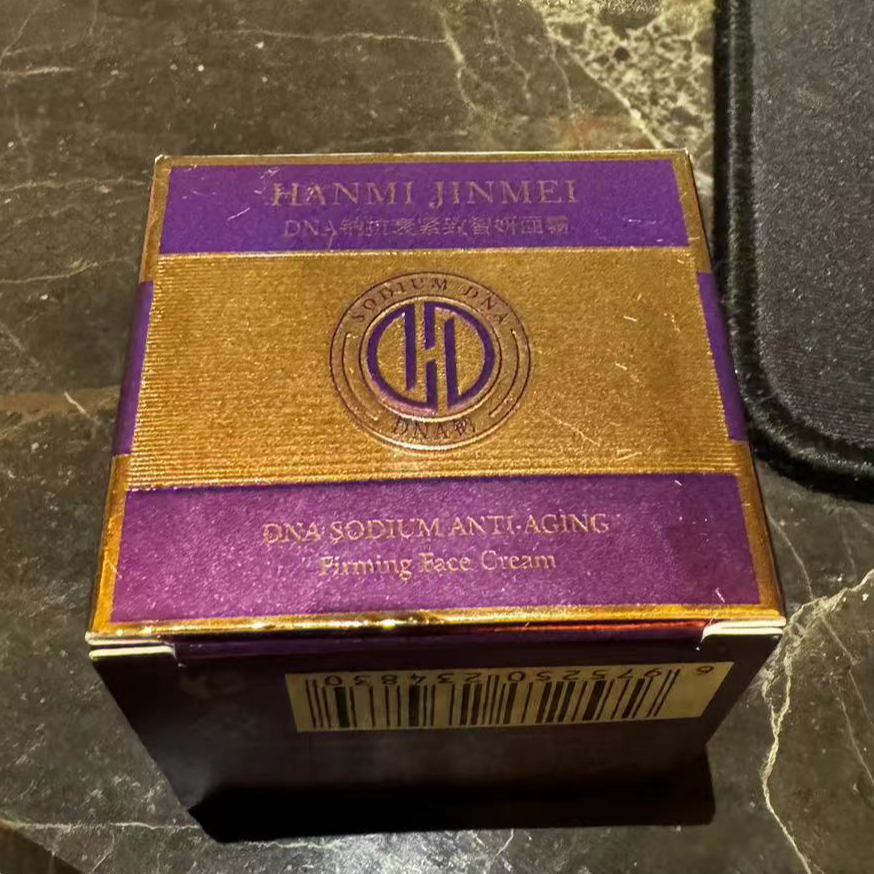 HANMI JINMEI
DNA钠抗衰紧致智妍面霜
SODIUM DNA
DNA钠
DNA SODIUM ANTI-AGING
Firming Face Cream
6975250234830